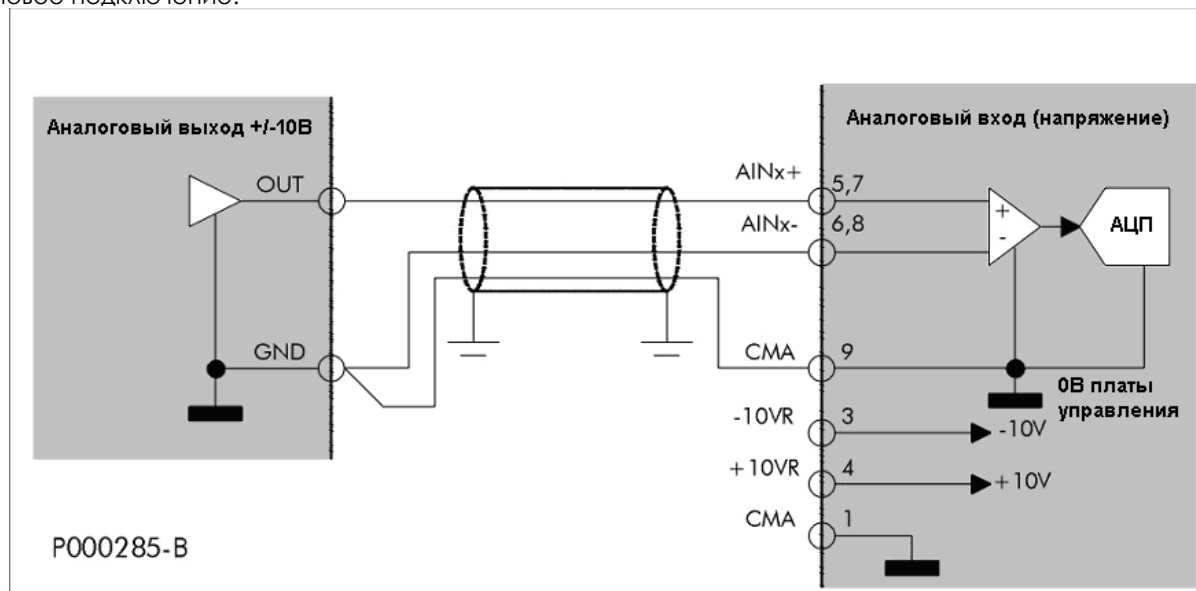 Аналоговый выход +/-10В
Аналоговый вход (напряжение)
OUT
AINx+
5,7
AINx-
6,8
+
-
АЦП
GND
CMA
9
0В платы
управления
-10VR
3
-10V
+10VR
4
+10V
CMA
1
P000285-B